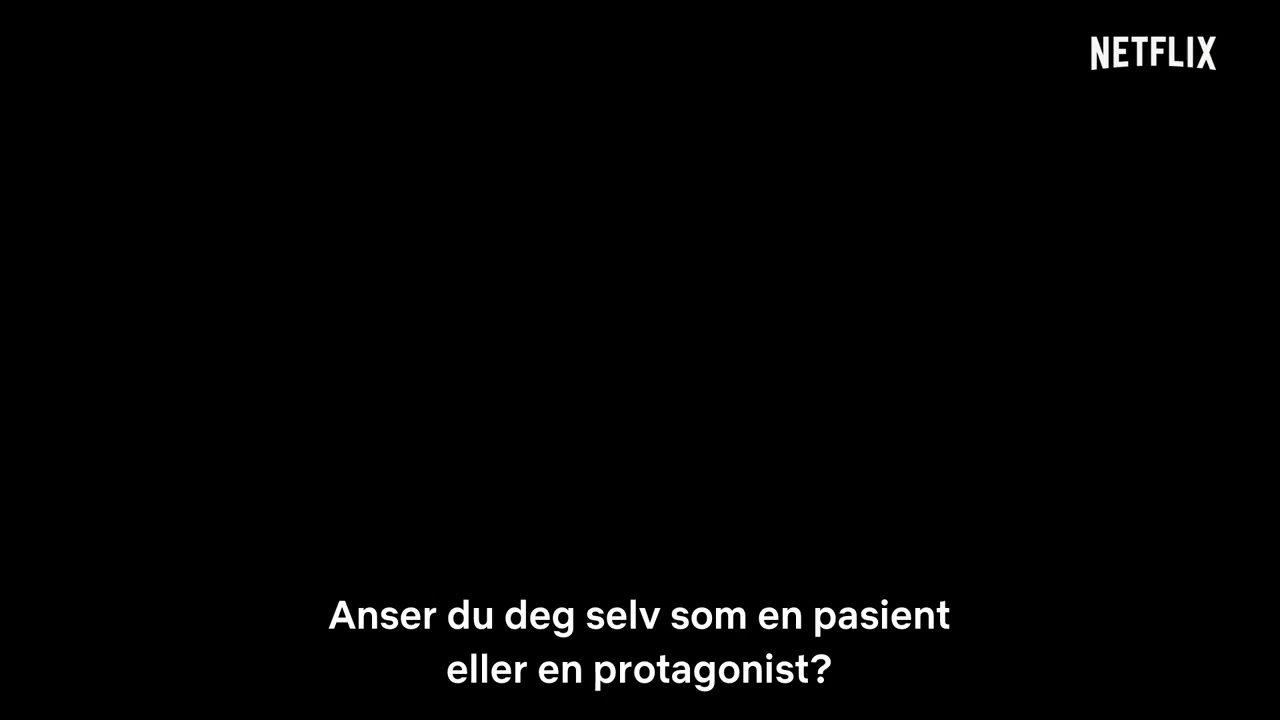 NETFLIX
Anser du deg selv som en pasient
eller en protagonist?